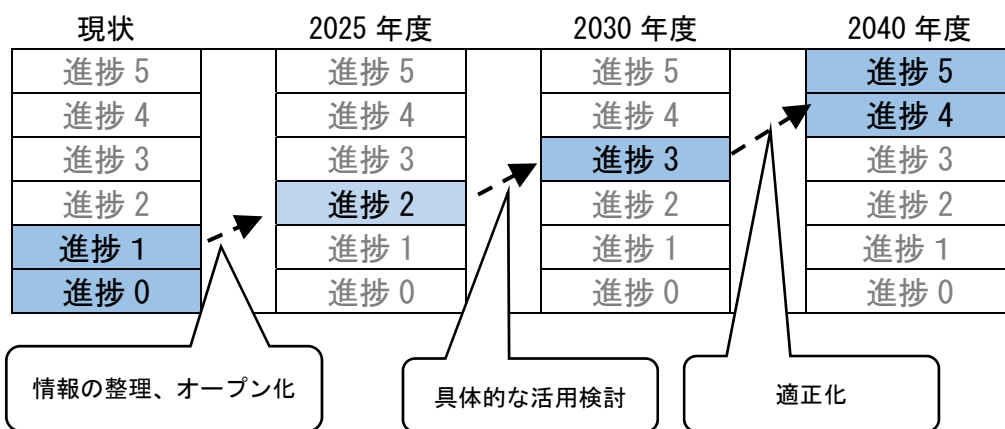 現状 2025 年度 2030 年度 2040 年度
進捗 5 進捗 5 進捗 5 進捗 5
進捗 4 進捗 4 進捗 4 進捗 4
進捗 3 進捗 3 進捗 3 進捗 3
進捗 2 進捗 2 進捗 2 進捗 2
進捗 1 進捗 1 進捗 1 進捗 1
進捗 0 進捗 0 進捗 0 進捗 0
情報の整理、オープン化 具体的な活用検討 適正化